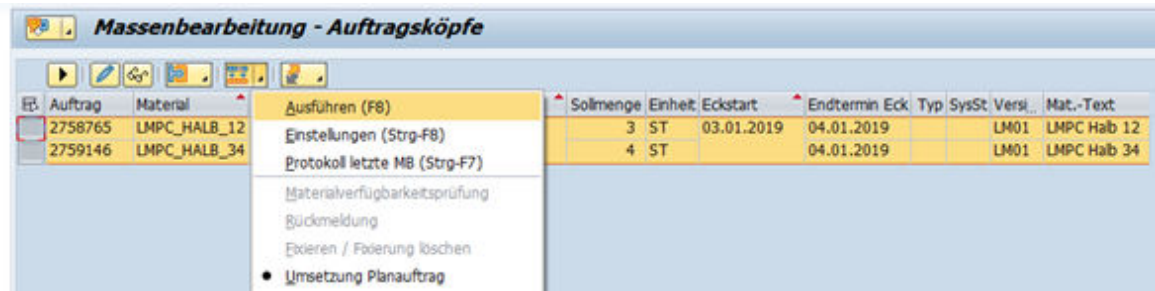 Massenbearbeitung - Auftragsköpfe
Auftrag Material Sollmenge Einheit Eckstart Endtermin Eck Typ SysSt Versi... Mat.-Text
2758765 LMPC_HALB_12 3 ST 03.01.2019 04.01.2019 LM01 LMPC Halb 12
2759146 LMPC_HALB_34 4 ST 04.01.2019 LM01 LMPC Halb 34
Ausführen (F8)
Einstellungen (Strg-F8)
Protokoll letzte MB (Strg-F7)
Materialverfügbarkeitsprüfung
Rückmeldung
Fixieren / Fixierung löschen
Umsetzung Planauftrag